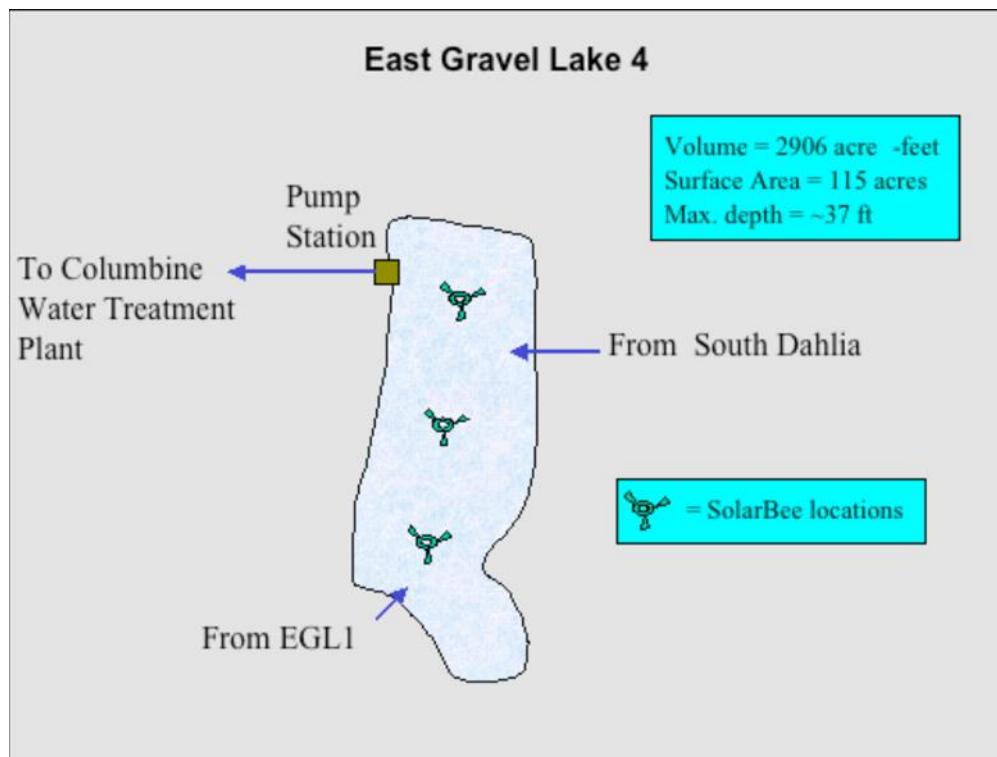 East Gravel Lake 4
Volume = 2906 acre -feet
Surface Area = 115 acres
Max. depth = ~37 ft
Pump
Station
To Columbine
Water Treatment
Plant
From South Dahlia
= SolarBee locations
From EGL1